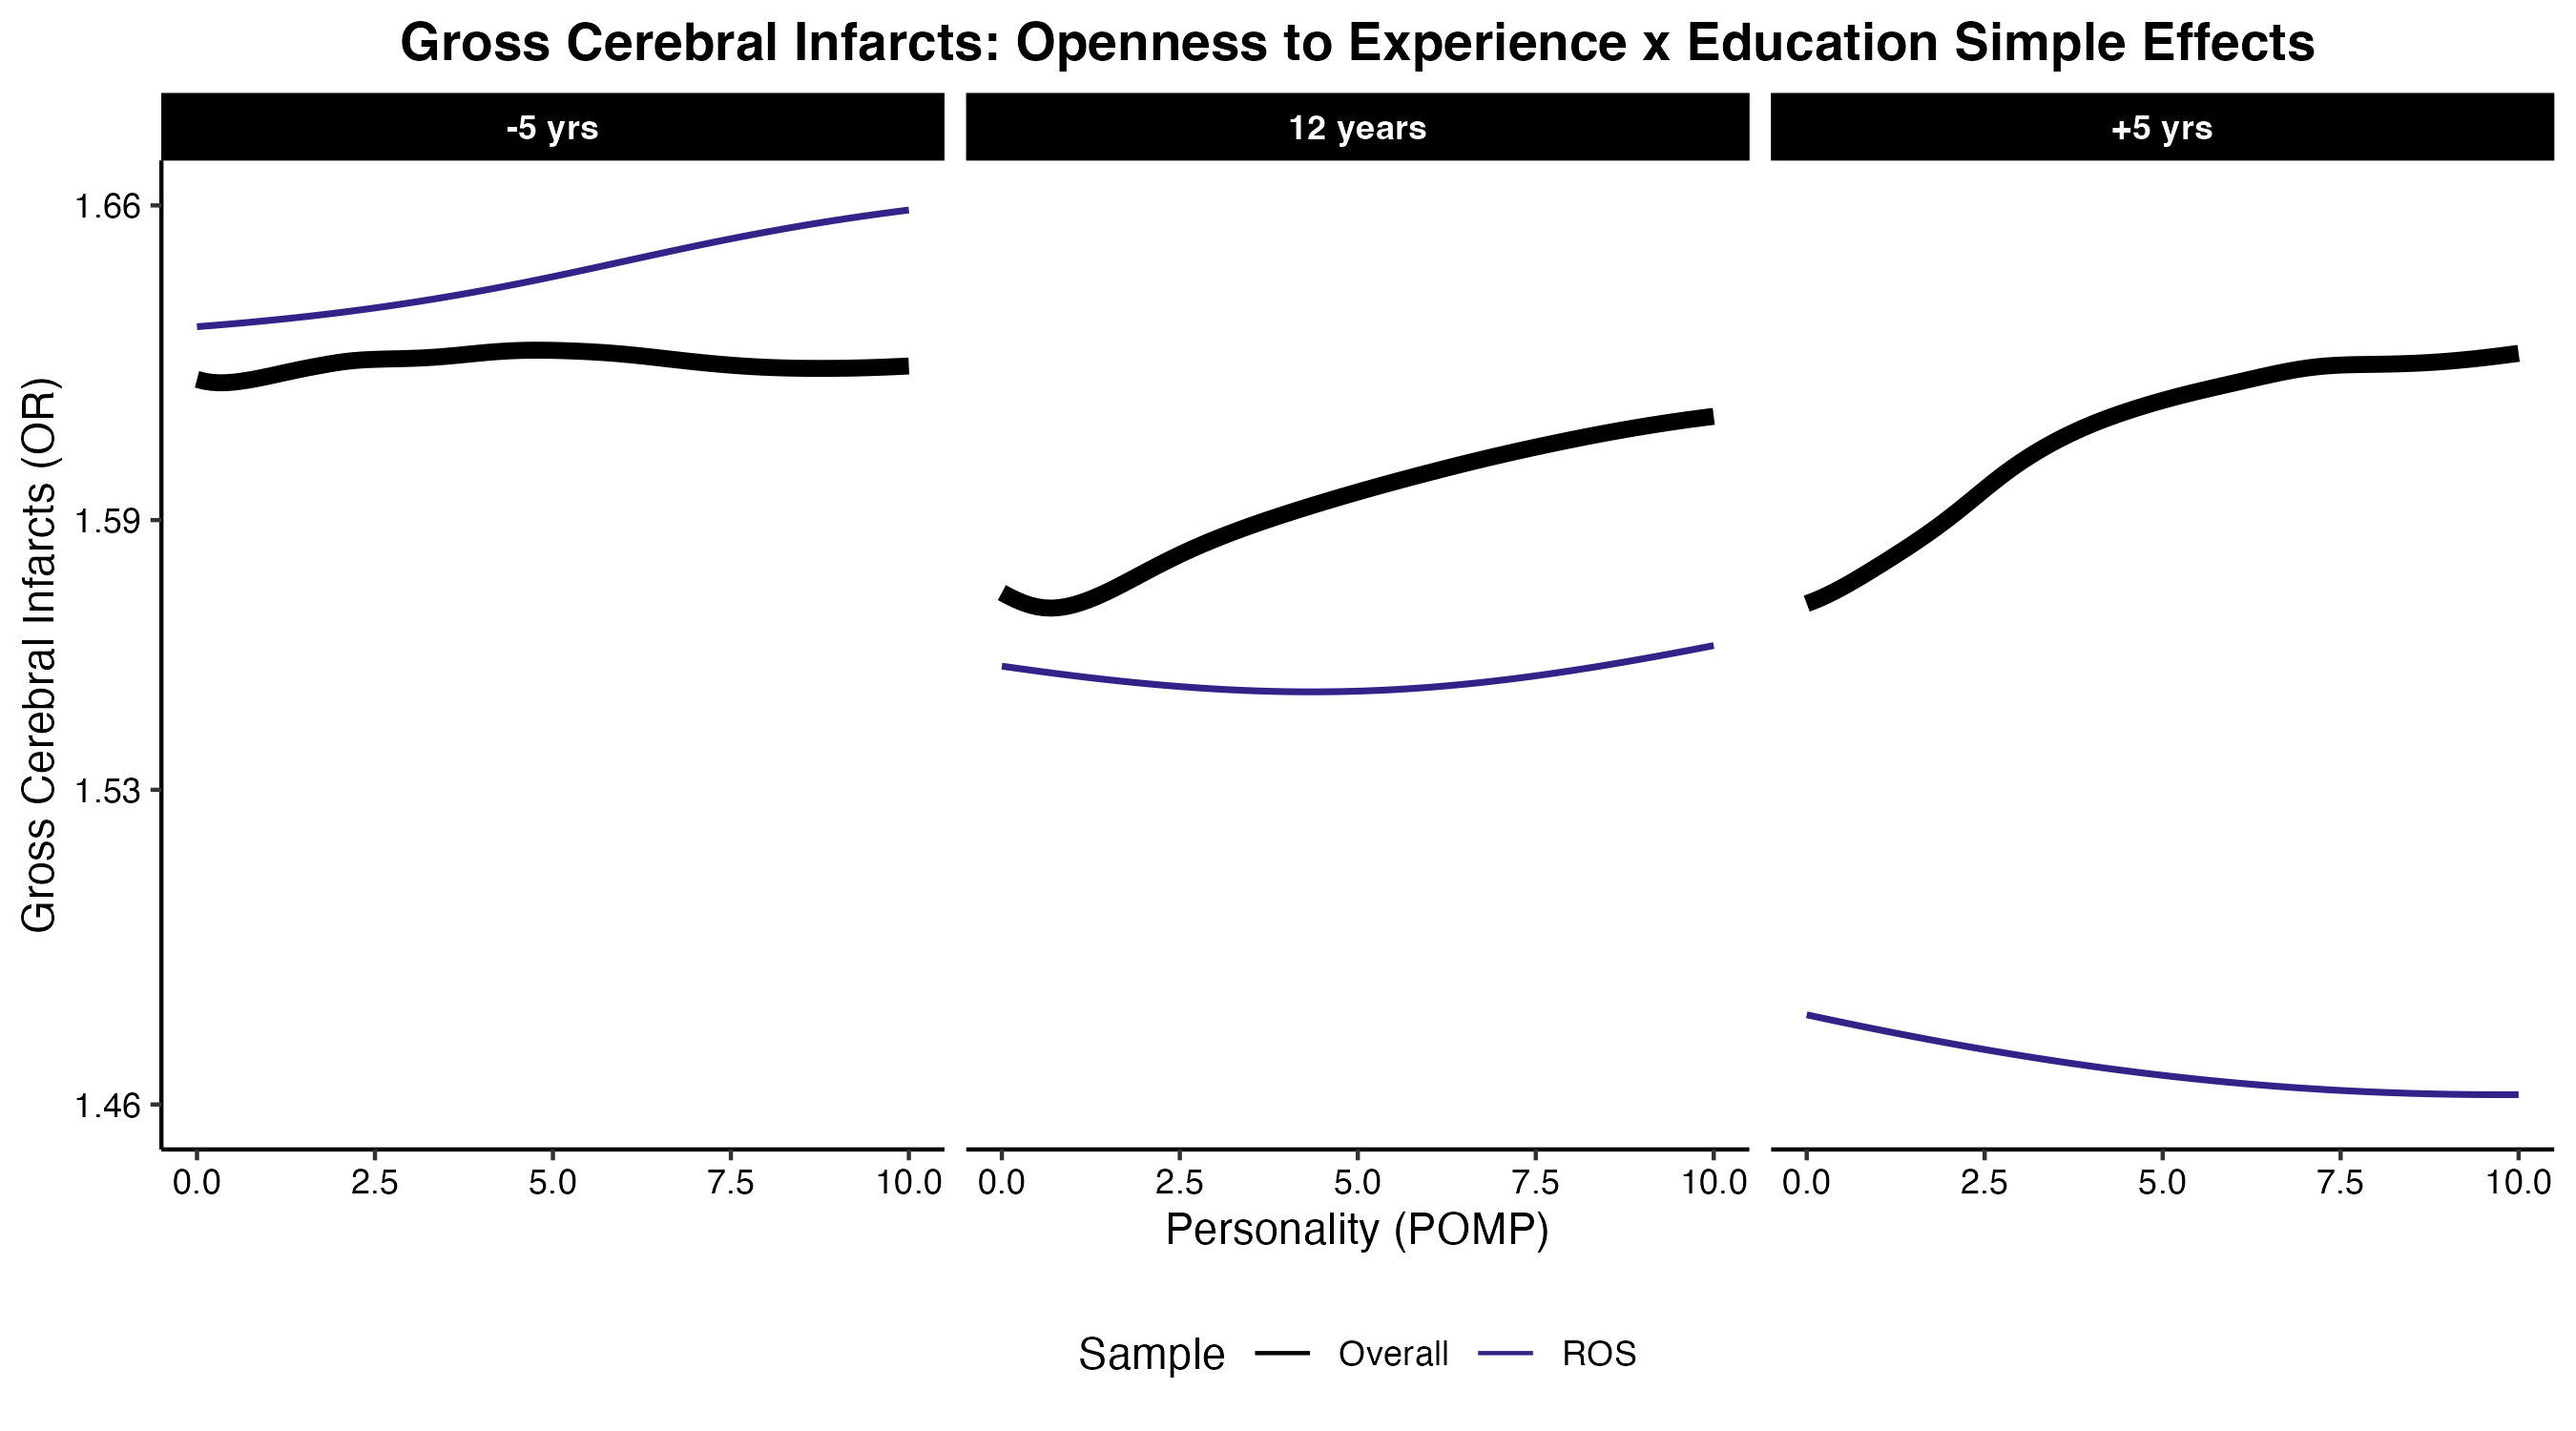 Gross Cerebral Infarcts: Openness to Experience x Education Simple Effects
-5 yrs 12 years +5 yrs
Gross Cerebral Infarcts (OR)
1.66
1.59
1.53
1.46
0.0 2.5 5.0 7.5 10.0 0.0 2.5 5.0 7.5 10.0 0.0 2.5 5.0 7.5 10.0
Personality (POMP)
Sample Overall ROS